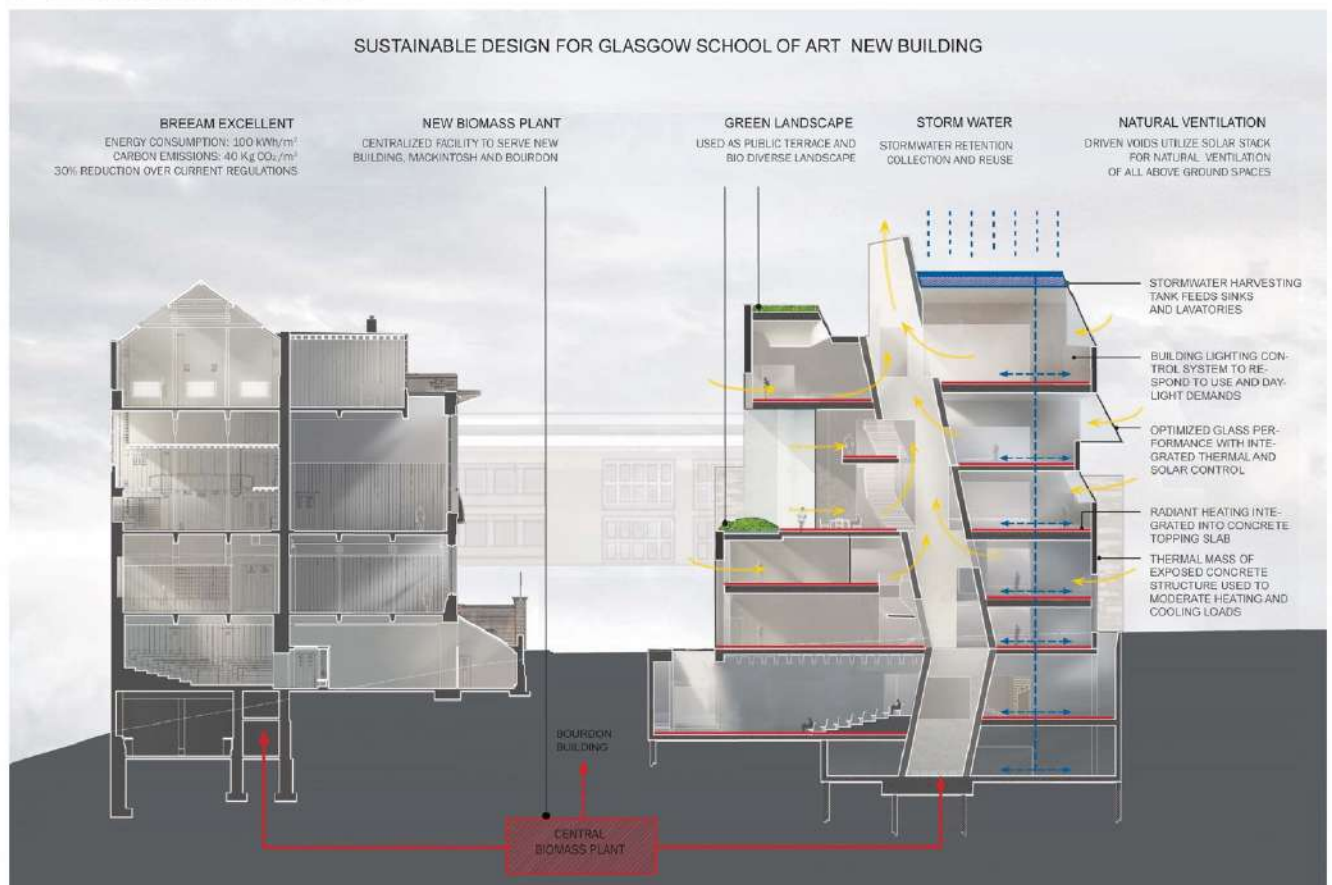 SUSTAINABLE DESIGN FOR GLASGOW SCHOOL OF ART NEW BUILDING
BREEAM EXCELLENT
ENERGY CONSUMPTION: 100 kWh/m²
CARBON EMISSIONS: 40 Kg CO₂/m²
30% REDUCTION OVER CURRENT REGULATIONS
NEW BIOMASS PLANT
CENTRALIZED FACILITY TO SERVE NEW
BUILDING, MACKINTOSH AND BOURDON
GREEN LANDSCAPE
USED AS PUBLIC TERRACE AND
BIO DIVERSE LANDSCAPE
STORM WATER
STORMWATER RETENTION
COLLECTION AND REUSE
NATURAL VENTILATION
DRIVEN VOIDS UTILIZE SOLAR STACK
FOR NATURAL VENTILATION
OF ALL ABOVE GROUND SPACES
STORMWATER HARVESTING
TANK FEEDS SINKS
AND LAVATORIES
BUILDING LIGHTING CON-
TROL SYSTEM TO RE-
SPOND TO USE AND DAY-
LIGHT DEMANDS
OPTIMIZED GLASS PER-
FORMANCE WITH INTE-
GRATED THERMAL AND
SOLAR CONTROL
RADIANT HEATING INTE-
GRATED INTO CONCRETE
TOPPING SLAB
THERMAL MASS OF
EXPOSED CONCRETE
STRUCTURE USED TO
MODERATE HEATING AND
COOLING LOADS
BOURDON
BUILDING
CENTRAL
BIOMASS PLANT